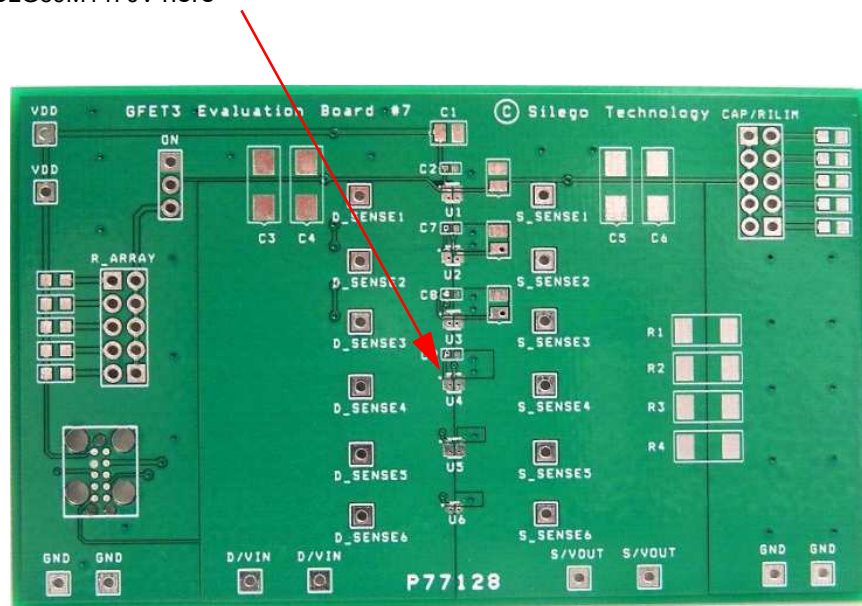 VDD GFET3 Evaluation Board #7 C1 © Silego Technology CAP/RILIM
ON
VDD C2
U1
D_SENSE1 S_SENSE1
C3 C4 C7 C5 C6
R_ARRAY
U2
D_SENSE2 S_SENSE2
C8
R1
U3
D_SENSE3 S_SENSE3
R2
U4
D_SENSE4 S_SENSE4 R3
R4
U5
D_SENSE5 S_SENSE5
U6
D_SENSE6 S_SENSE6
GND GND D/VIN D/VIN S/VOUT S/VOUT GND GND
P77128